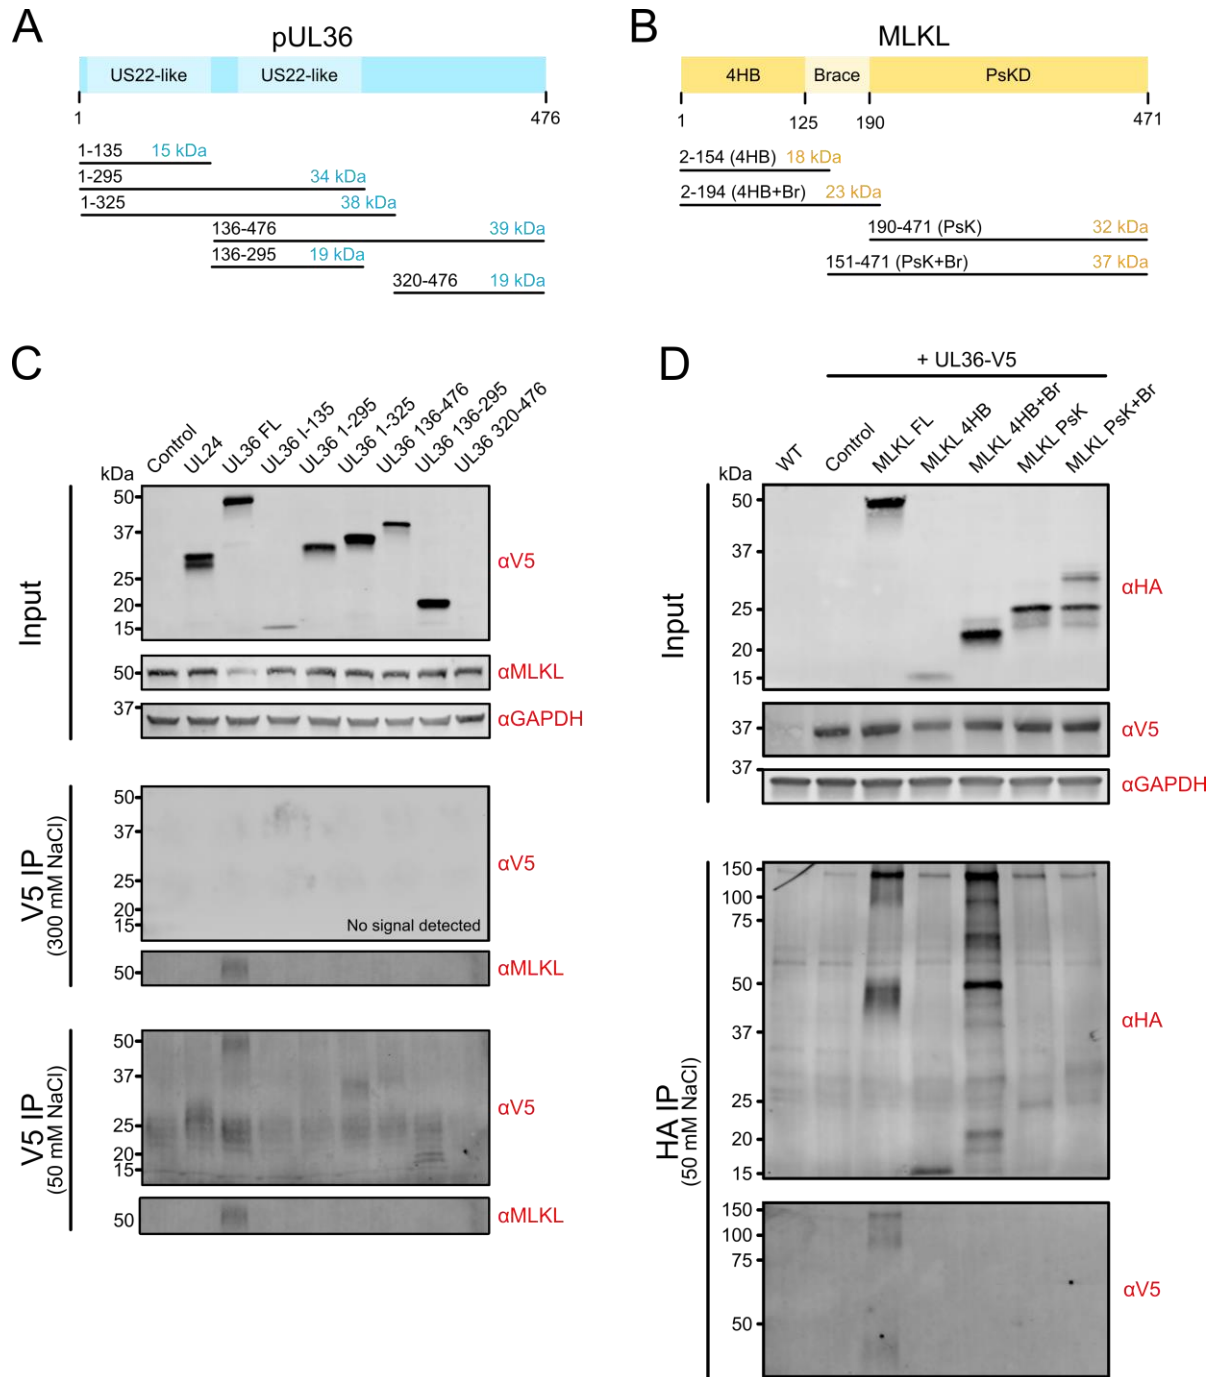 A
pUL36
US22-like US22-like
1 476
1-135 15 kDa
1-295 34 kDa
1-325 38 kDa
136-476 39 kDa
136-295 19 kDa
320-476 19 kDa
B
MLKL
4HB Brace PsKD
1 125 190 471
2-154 (4HB) 18 kDa
2-194 (4HB+Br) 23 kDa
190-471 (PsK) 32 kDa
151-471 (PsK+Br) 37 kDa
C
Control UL24 UL36 FL UL36 I-135 UL36 1-295 UL36 1-325 UL36 136-476 UL36 136-295 UL36 320-476
kDa
Input
50
37
25
20
15
αV5
50
αMLKL
37
αGAPDH
V5 IP
(300 mM NaCl)
50
37
25
20
15
αV5
No signal detected
50
αMLKL
V5 IP
(50 mM NaCl)
50
37
25
20
15
αV5
50
αMLKL
D
+ UL36-V5
WT Control MLKL FL MLKL 4HB MLKL 4HB+Br MLKL PsK MLKL PsK+Br
kDa
Input
50
37
25
20
15
αHA
37
αV5
37
αGAPDH
HA IP
(50 mM NaCl)
150
100
75
50
37
25
20
15
αHA
150
100
75
50
αV5